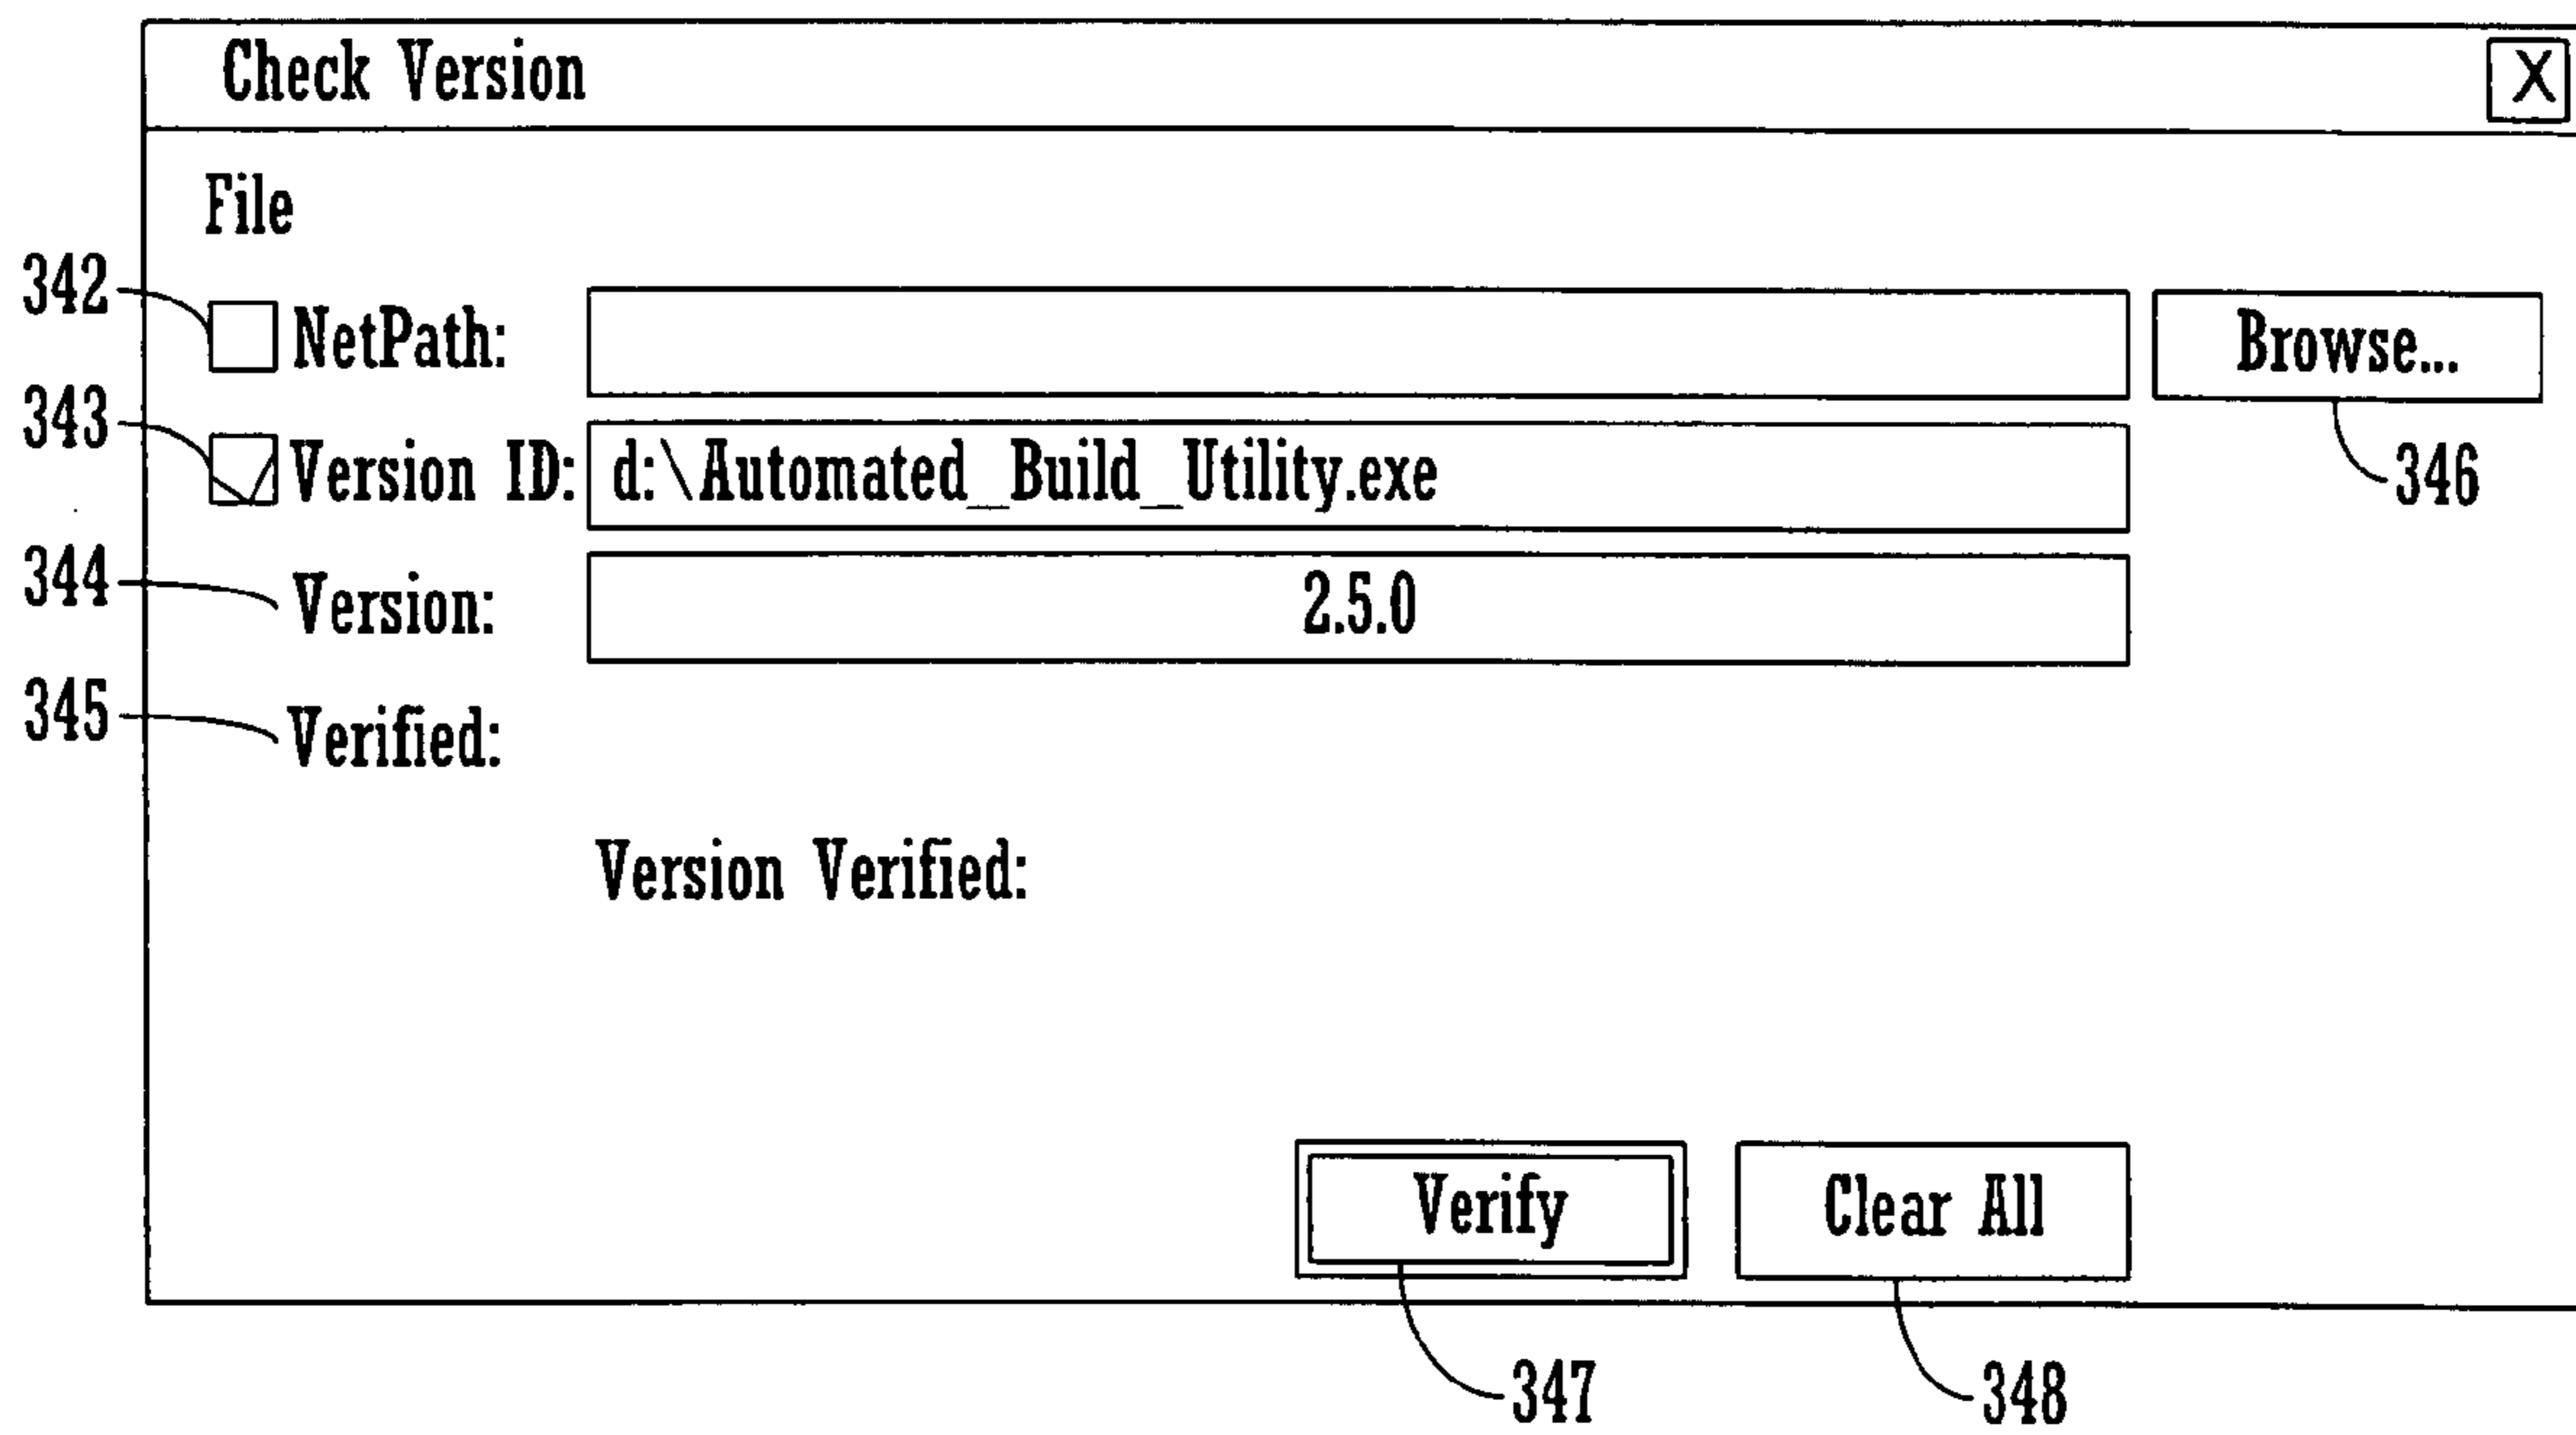 Check Version X
File
342
NetPath: Browse...
343
Version ID: d:\Automated_Build_Utility.exe
346
344
Version: 2.5.0
345
Verified:
Version Verified:
Verify Clear All
347 348